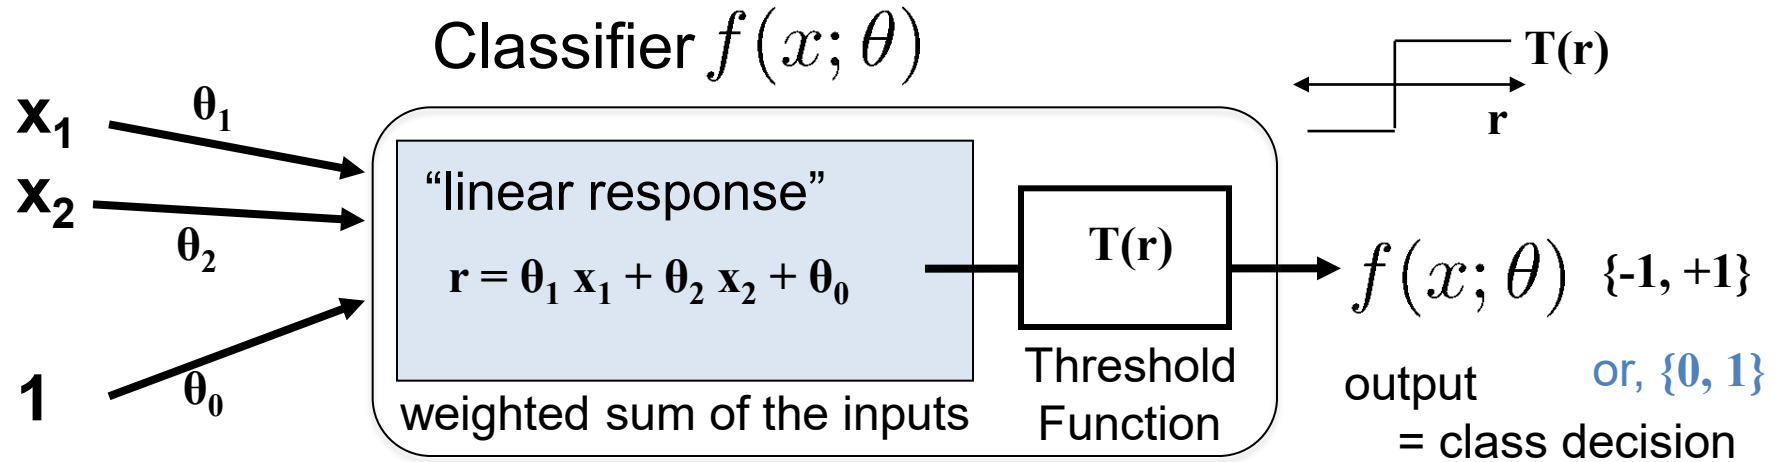 Classifier f(x; θ)
T(r)
r
x₁
θ₁
x₂
θ₂
1
θ₀
“linear response”
r = θ₁ x₁ + θ₂ x₂ + θ₀
weighted sum of the inputs
T(r)
Threshold
Function
f(x; θ) {-1, +1}
or, {0, 1}
output
= class decision